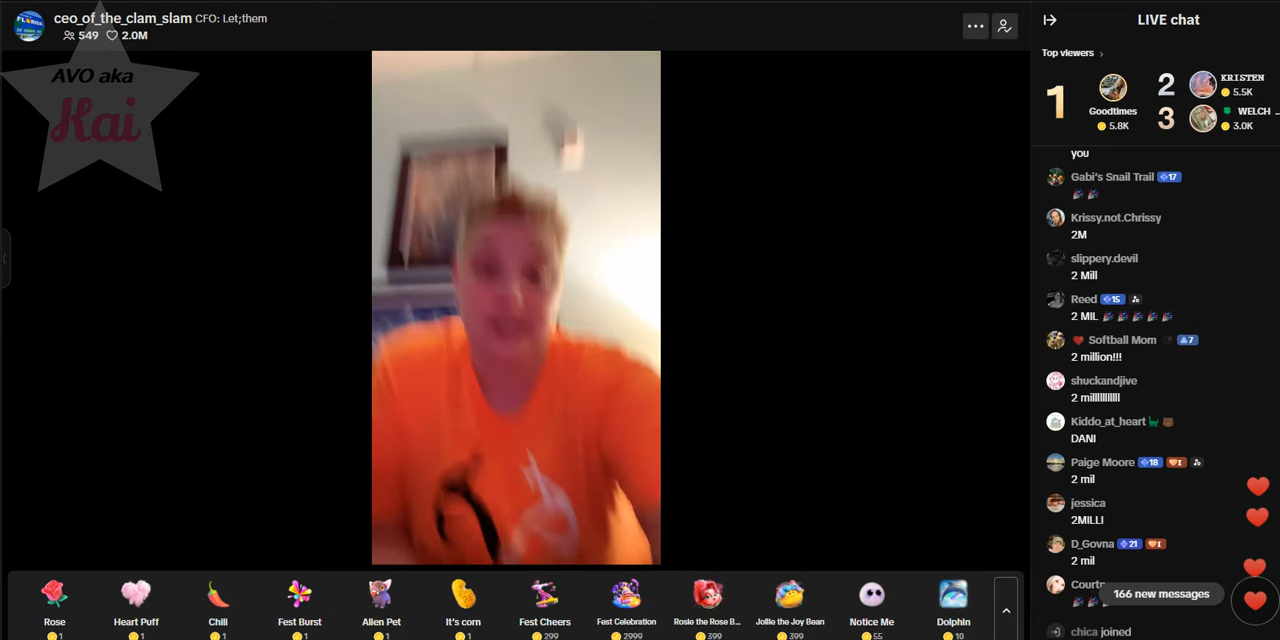 ceo_of_the_clam_slam CFO: Let;them
549 2.0M
AVO aka
Kai
LIVE chat
Top viewers
1
Goodtimes
5.8K
2
KRISTEN
5.5K
3
WELCH ...
3.0K
you
Gabi's Snail Trail 17
Krissy.not.Chrissy
2M
slippery.devil
2 Mill
Reed 15
2 MIL
Softball Mom 7
2 million!!!
shuckandjive
2 millllllllllll
Kiddo_at_heart
DANI
Paige Moore 18 I
2 mil
jessica
2MILLI
D_Govna 21 I
2 mil
Courtn
166 new messages
chica joined
Rose
1
Heart Puff
1
Chili
1
Fest Burst
1
Alien Pet
1
It's corn
1
Fest Cheers
299
Fest Celebration
2999
Rosie the Rose B...
399
Jollie the Joy Bean
399
Notice Me
55
Dolphin
10